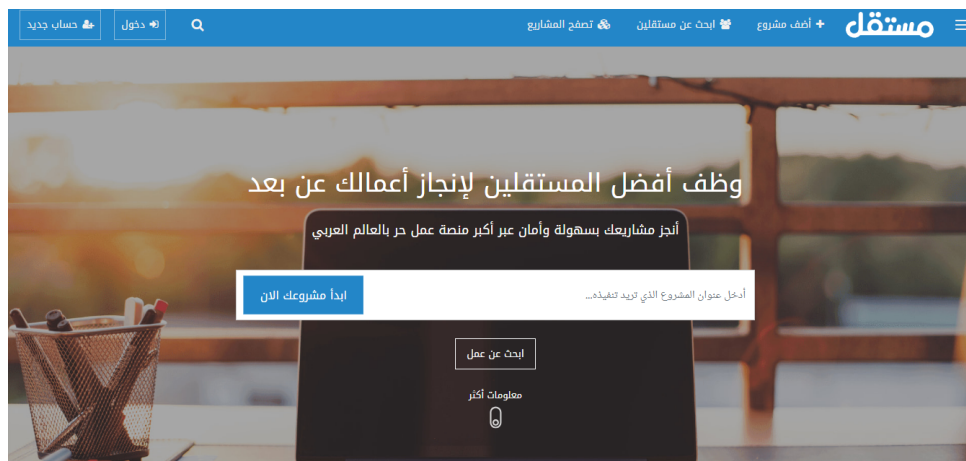 مستقل
أضف مشروع
ابحث عن مستقلين
تصفح المشاريع
دخول
حساب جديد
وظف أفضل المستقلين لإنجاز أعمالك عن بعد
أنجز مشاريعك بسهولة وأمان عبر أكبر منصة عمل حر بالعالم العربي
أدخل عنوان المشروع الذي تريد تنفيذه...
ابدأ مشروعك الان
ابحث عن عمل
معلومات أكثر